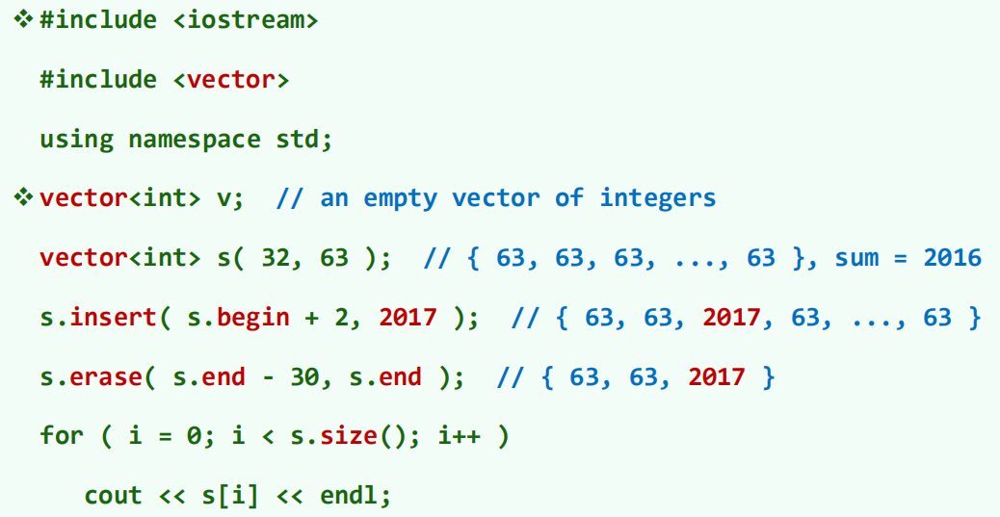 ❖ #include <iostream>
#include <vector>
using namespace std;
❖ vector<int> v;  // an empty vector of integers
vector<int> s( 32, 63 );  // { 63, 63, 63, ..., 63 }, sum = 2016
s.insert( s.begin + 2, 2017 );  // { 63, 63, 2017, 63, ..., 63 }
s.erase( s.end - 30, s.end );  // { 63, 63, 2017 }
for ( i = 0; i < s.size(); i++ )
cout << s[i] << endl;